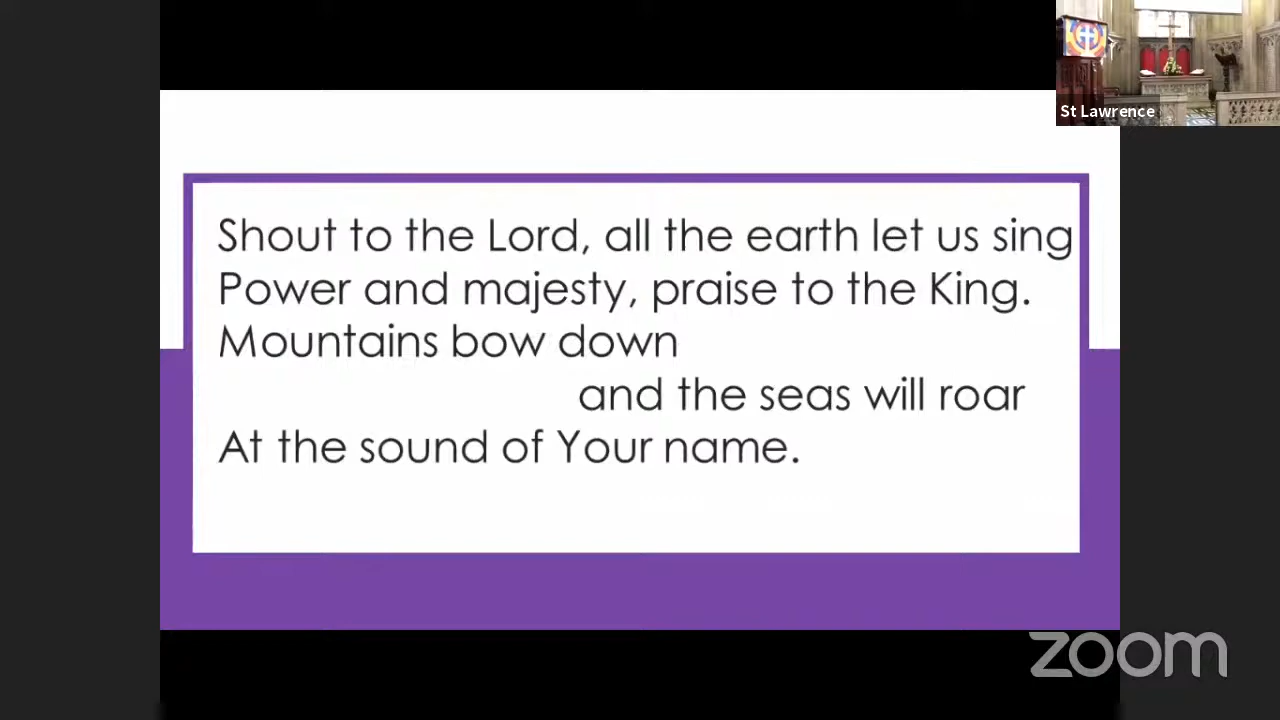 St Lawrence
Shout to the Lord, all the earth let us sing
Power and majesty, praise to the King.
Mountains bow down
and the seas will roar
At the sound of Your name.
zoom